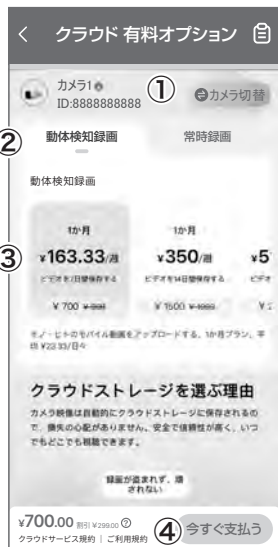 クラウド 有料オプション
カメラ1
ID:8888888888
①
カメラ切替
②
動体検知録画
常時録画
動体検知録画
③
1か月
¥163.33/週
ビデオを7日間保存する
¥ 700
1か月
¥350/週
ビデオを14日間保存する
¥ 1500
¥5
モノ・ヒトのモバイル動画をアップロードする、1か月プラン、平
均 ¥23.33/日々
クラウドストレージを選ぶ理由
カメラ映像は自動的にクラウドストレージに保存されるの
で、損失の心配がありません。安全で信頼性が高く、いつ
でもどこでも視聴できます。
録画が盗まれず、壊
されない
¥700.00 割引 ¥299.00
クラウドサービス規約 | ご利用規約
④
今すぐ支払う